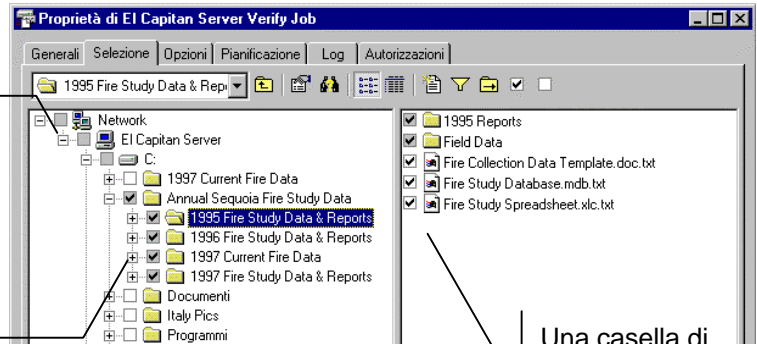 Proprietà di El Capitan Server Verify Job
Generali Selezione Opzioni Pianificazione Log Autorizzazioni
1995 Fire Study Data & Rep
Network
El Capitan Server
C:
1997 Current Fire Data
Annual Sequoia Fire Study Data
1995 Fire Study Data & Reports
1996 Fire Study Data & Reports
1997 Current Fire Data
1997 Fire Study Data & Reports
Documenti
Italy Pics
Programmi
1995 Reports
Field Data
Fire Collection Data Template.doc.txt
Fire Study Database.mdb.txt
Fire Study Spreadsheet.xlc.txt
Una casella di